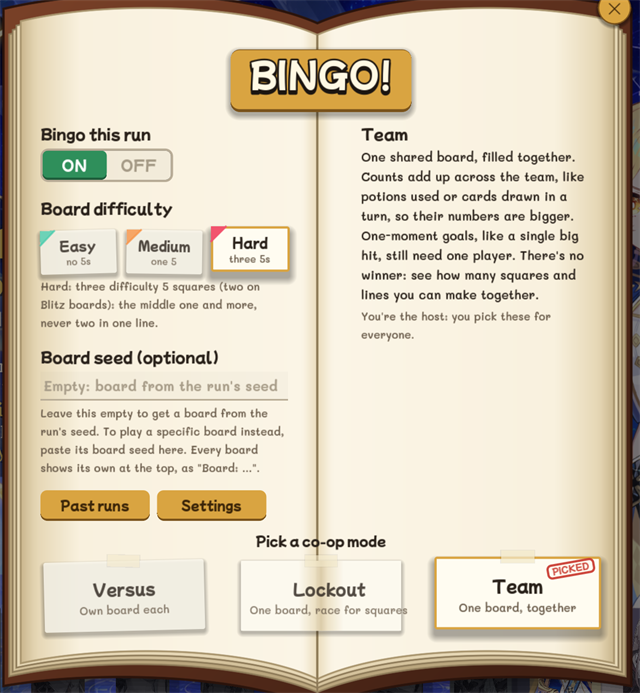 BINGO!
Bingo this run
ON OFF
Board difficulty
Easy
no 5s
Medium
one 5
Hard
three 5s
Hard: three difficulty 5 squares (two on
Blitz boards): the middle one and more,
never two in one line.
Board seed (optional)
Empty: board from the run's seed
Leave this empty to get a board from the
run's seed. To play a specific board instead,
paste its board seed here. Every board
shows its own at the top, as "Board: ...".
Past runs
Settings
Team
One shared board, filled together.
Counts add up across the team, like
potions used or cards drawn in a
turn, so their numbers are bigger.
One-moment goals, like a single big
hit, still need one player. There's no
winner: see how many squares and
lines you can make together.
You're the host: you pick these for
everyone.
Pick a co-op mode
Versus
Own board each
Lockout
One board, race for squares
PICKED
Team
One board, together